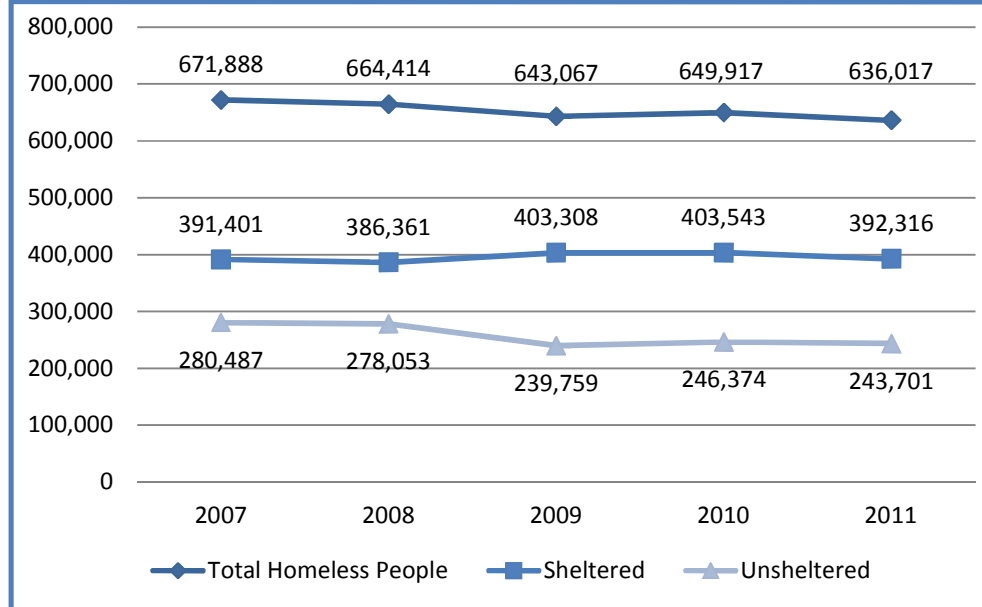 800,000
700,000
600,000
500,000
400,000
300,000
200,000
100,000
0
671,888 664,414 643,067 649,917 636,017
391,401 386,361 403,308 403,543 392,316
280,487 278,053 239,759 246,374 243,701
2007 2008 2009 2010 2011
Total Homeless People Sheltered Unsheltered